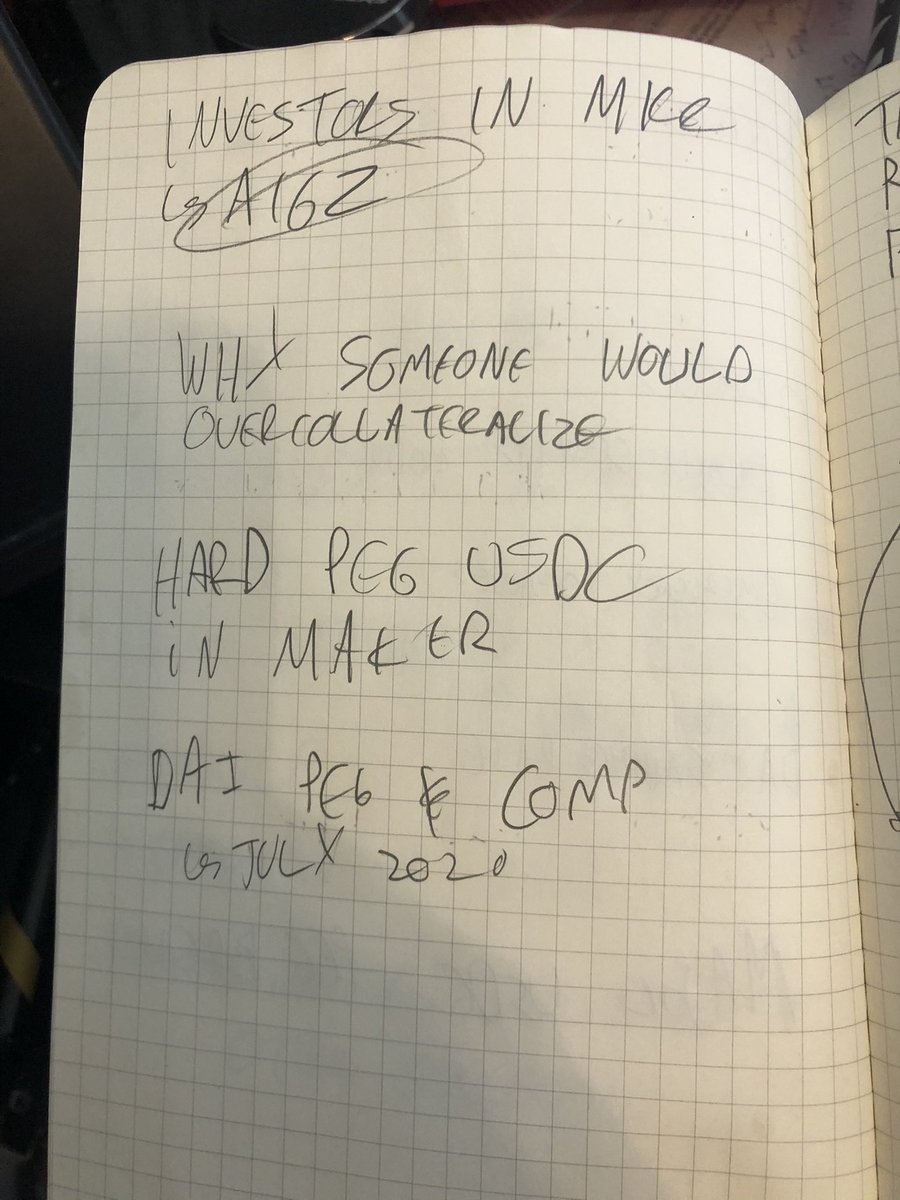 INVESTORS IN MKR
↳ A16Z
WHY SOMEONE WOULD
OVERCOLLATERALIZE
HARD PEG USDC
iN MAKER
DAI PEG & COMP
↳ JULY 2020